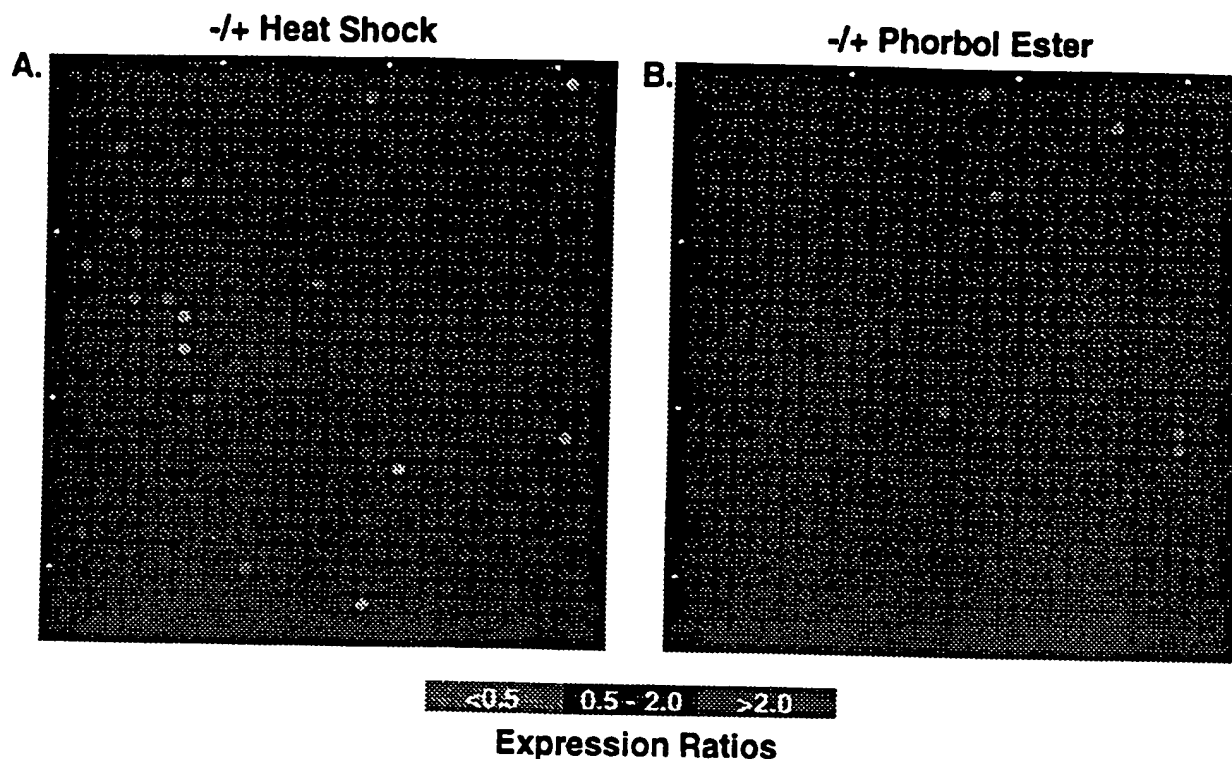 -/+ Heat Shock
-/+ Phorbol Ester
A.
B.
<0.5 0.5 - 2.0 >2.0
Expression Ratios